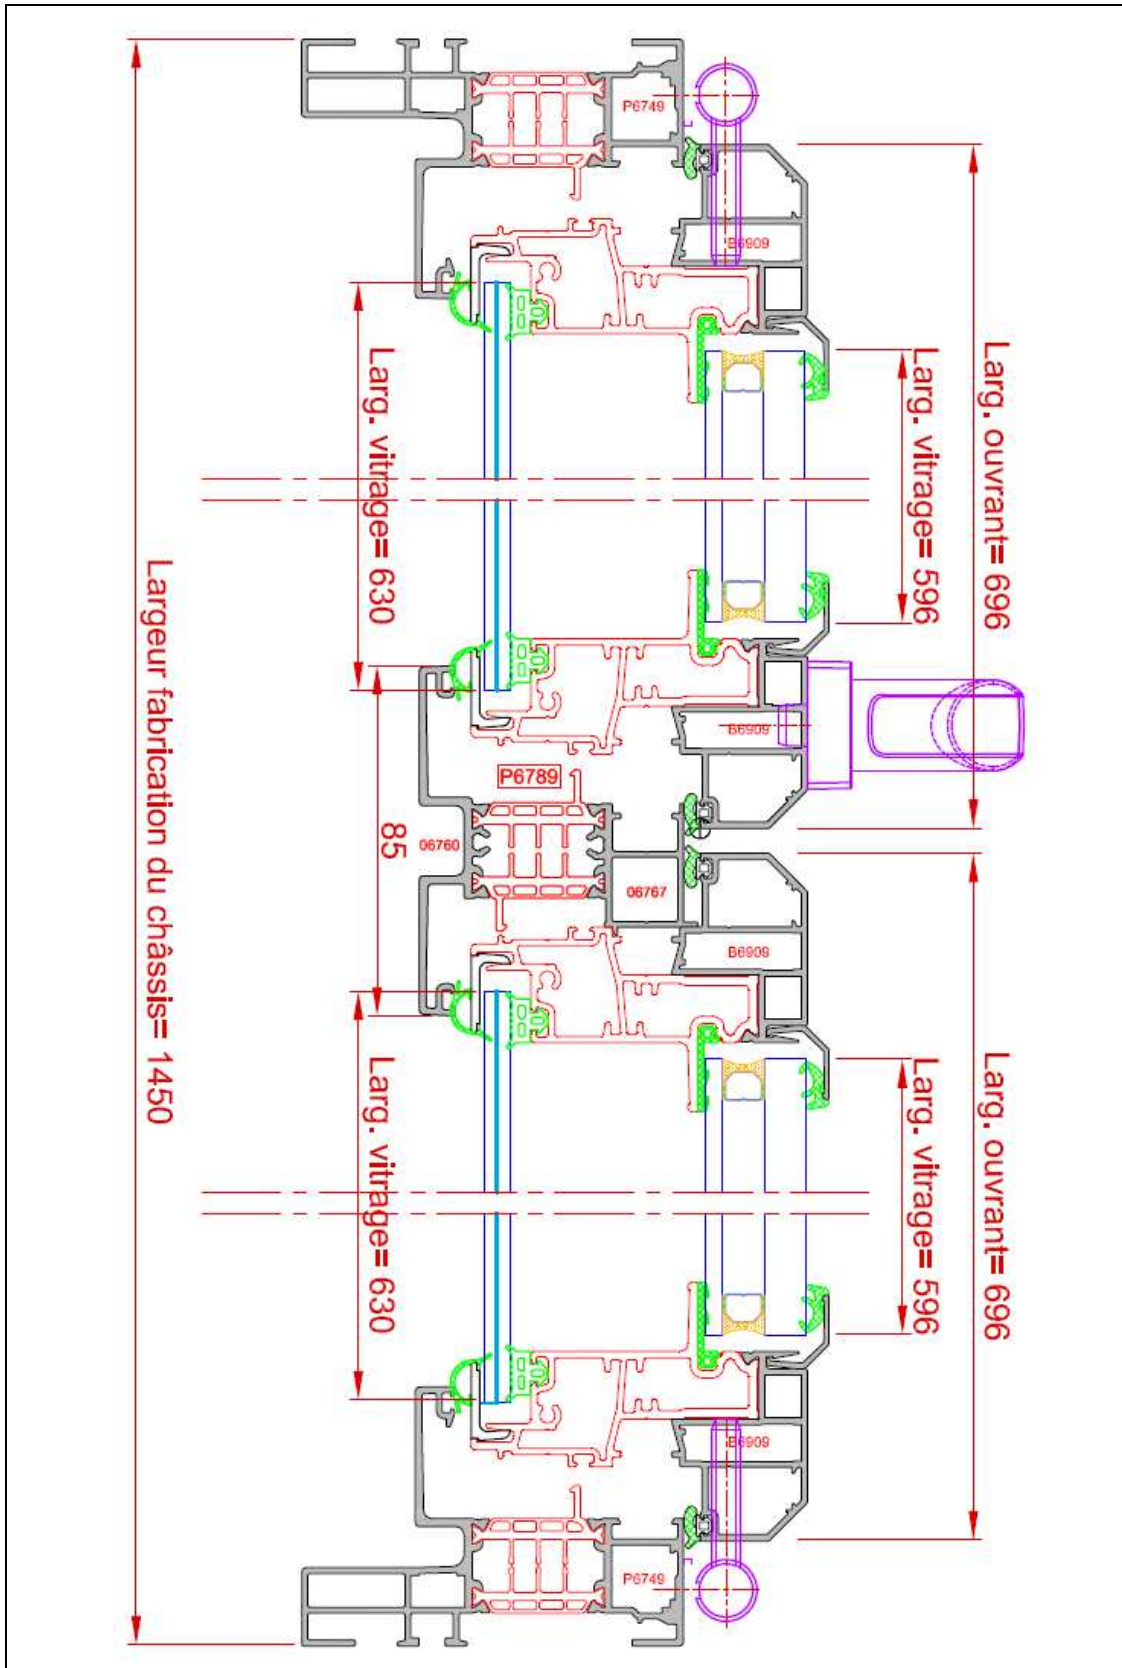 P6749
B6909
Larg. vitrage= 630
Larg. vitrage= 596
Larg. ouvrant= 696
B6909
P6789
06760
85
06767
B6909
Largeur fabrication du châssis= 1450
Larg. vitrage= 630
Larg. vitrage= 596
Larg. ouvrant= 696
B6909
P6749